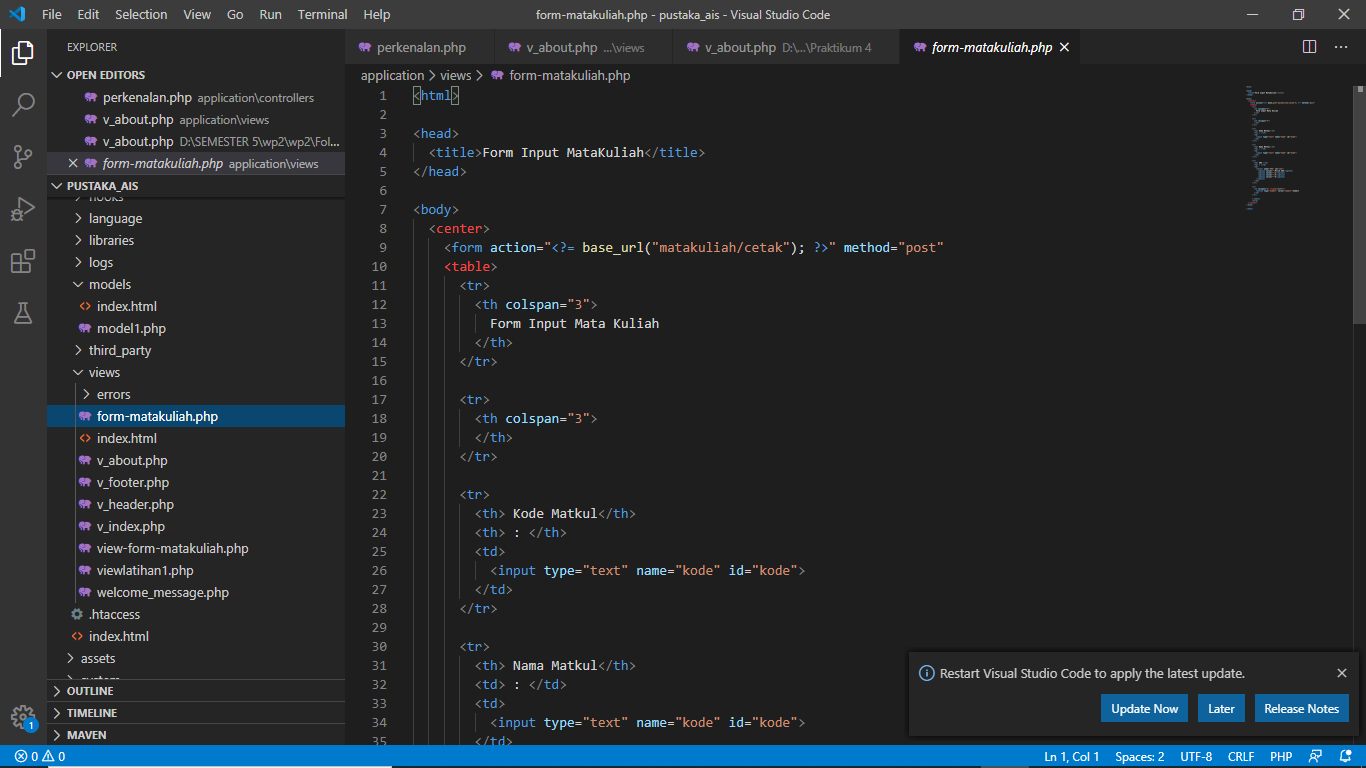 File Edit Selection View Go Run Terminal Help form-matakuliah.php - pustaka_ais - Visual Studio Code
EXPLORER
OPEN EDITORS
perkenalan.php application\controllers
v_about.php application\views
v_about.php D:\SEMESTER 5\wp2\wp2\Fol...
form-matakuliah.php application\views
PUSTAKA_AIS
hooks
language
libraries
logs
models
index.html
model1.php
third_party
views
errors
form-matakuliah.php
index.html
v_about.php
v_footer.php
v_header.php
v_index.php
view-form-matakuliah.php
viewlatihan1.php
welcome_message.php
.htaccess
index.html
assets
system
OUTLINE
TIMELINE
MAVEN
perkenalan.php v_about.php ...\views v_about.php D:\...\Praktikum 4 form-matakuliah.php
application > views > form-matakuliah.php
1 <html>
2
3 <head>
4 <title>Form Input MataKuliah</title>
5 </head>
6
7 <body>
8 <center>
9 <form action="<?= base_url("matakuliah/cetak"); ?>" method="post"
10 <table>
11 <tr>
12 <th colspan="3">
13 Form Input Mata Kuliah
14 </th>
15 </tr>
16
17 <tr>
18 <th colspan="3">
19 </th>
20 </tr>
21
22 <tr>
23 <th> Kode Matkul</th>
24 <th> : </th>
25 <td>
26 <input type="text" name="kode" id="kode">
27 </td>
28 </tr>
29
30 <tr>
31 <th> Nama Matkul</th>
32 <td> : </td>
33 <td>
34 <input type="text" name="kode" id="kode">
35 </td>
Restart Visual Studio Code to apply the latest update.
Update Now Later Release Notes
1
0 0 Ln 1, Col 1 Spaces: 2 UTF-8 CRLF PHP